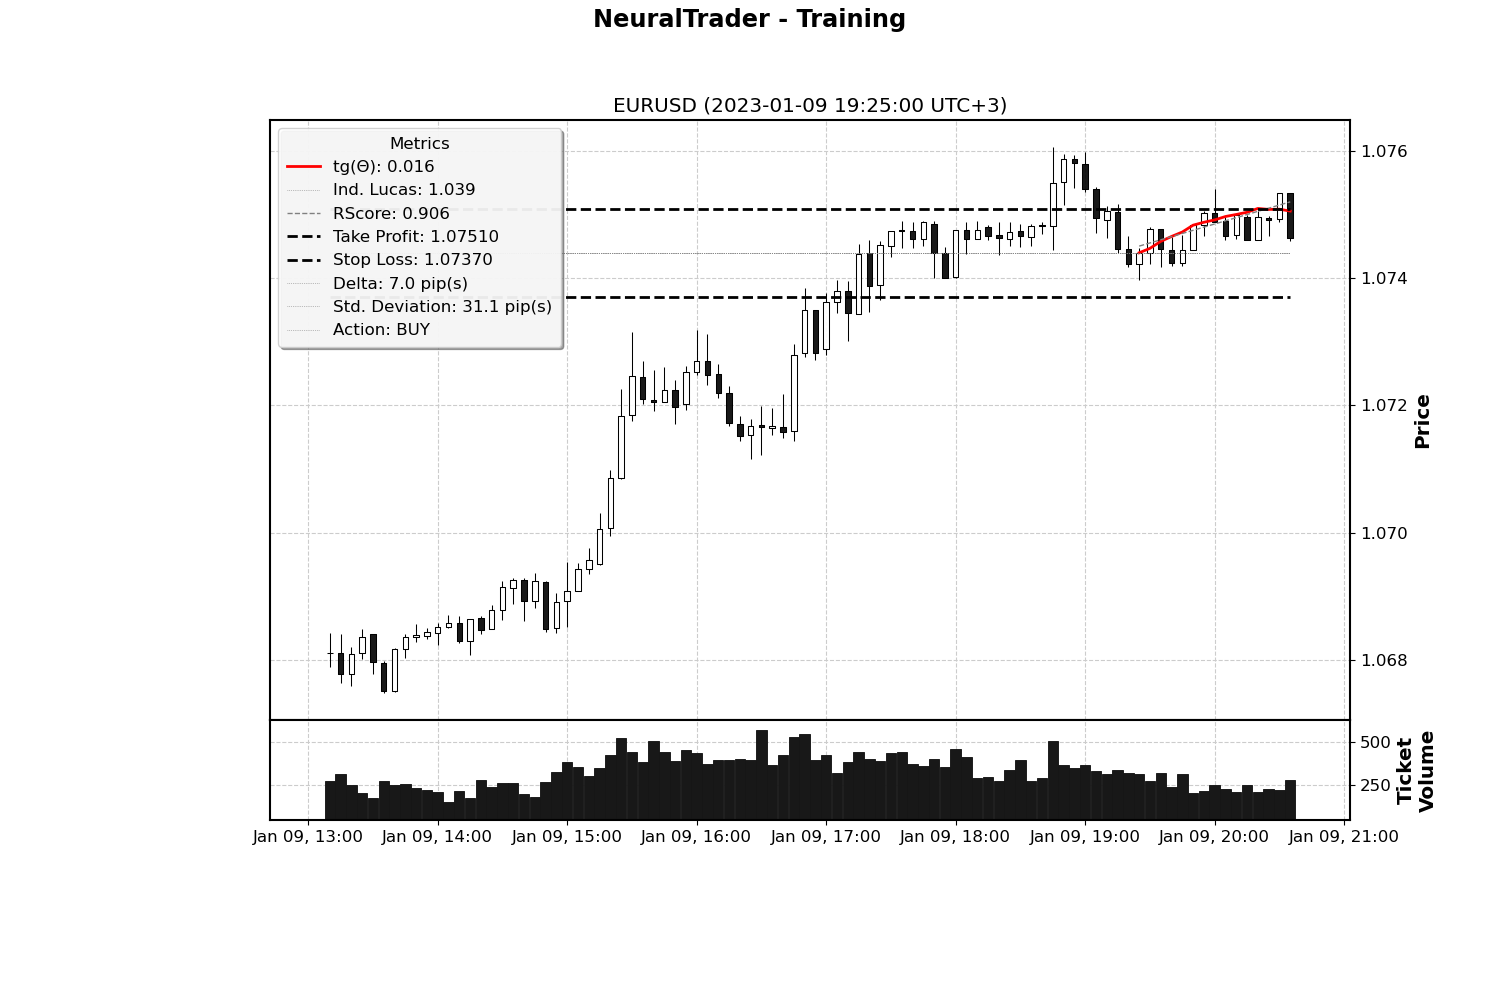 NeuralTrader - Training
EURUSD (2023-01-09 19:25:00 UTC+3)
Metrics
tg(Θ): 0.016
Ind. Lucas: 1.039
RScore: 0.906
Take Profit: 1.07510
Stop Loss: 1.07370
Delta: 7.0 pip(s)
Std. Deviation: 31.1 pip(s)
Action: BUY
1.076
1.074
1.072
1.070
1.068
Price
500
250
Ticket
Volume
Jan 09, 13:00
Jan 09, 14:00
Jan 09, 15:00
Jan 09, 16:00
Jan 09, 17:00
Jan 09, 18:00
Jan 09, 19:00
Jan 09, 20:00
Jan 09, 21:00